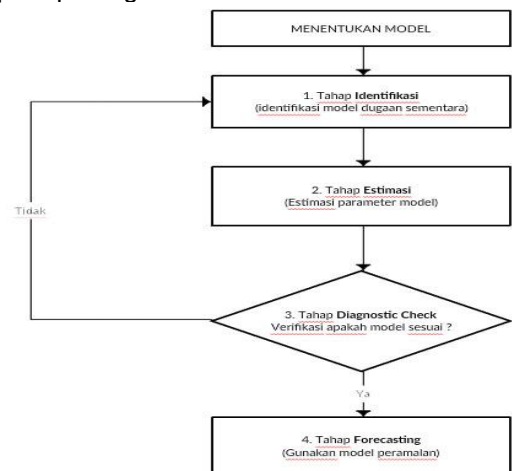 MENENTUKAN MODEL
1. Tahap Identifikasi
(identifikasi model dugaan sementara)
2. Tahap Estimasi
(Estimasi parameter model)
Tidak
3. Tahap Diagnostic Check
Verifikasi apakah model sesuai ?
Ya
4. Tahap Forecasting
(Gunakan model peramalan)